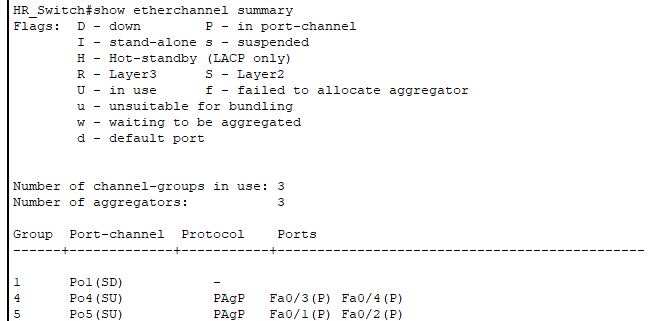 HR_Switch#show etherchannel summary
Flags:  D - down        P - in port-channel
        I - stand-alone s - suspended
        H - Hot-standby (LACP only)
        R - Layer3      S - Layer2
        U - in use      f - failed to allocate aggregator
        u - unsuitable for bundling
        w - waiting to be aggregated
        d - default port
Number of channel-groups in use: 3
Number of aggregators:           3
Group  Port-channel  Protocol    Ports
------+-------------+-----------+----------------------------------------------
1      Po1(SD)           -
4      Po4(SU)           PAgP   Fa0/3(P) Fa0/4(P)
5      Po5(SU)           PAgP   Fa0/1(P) Fa0/2(P)